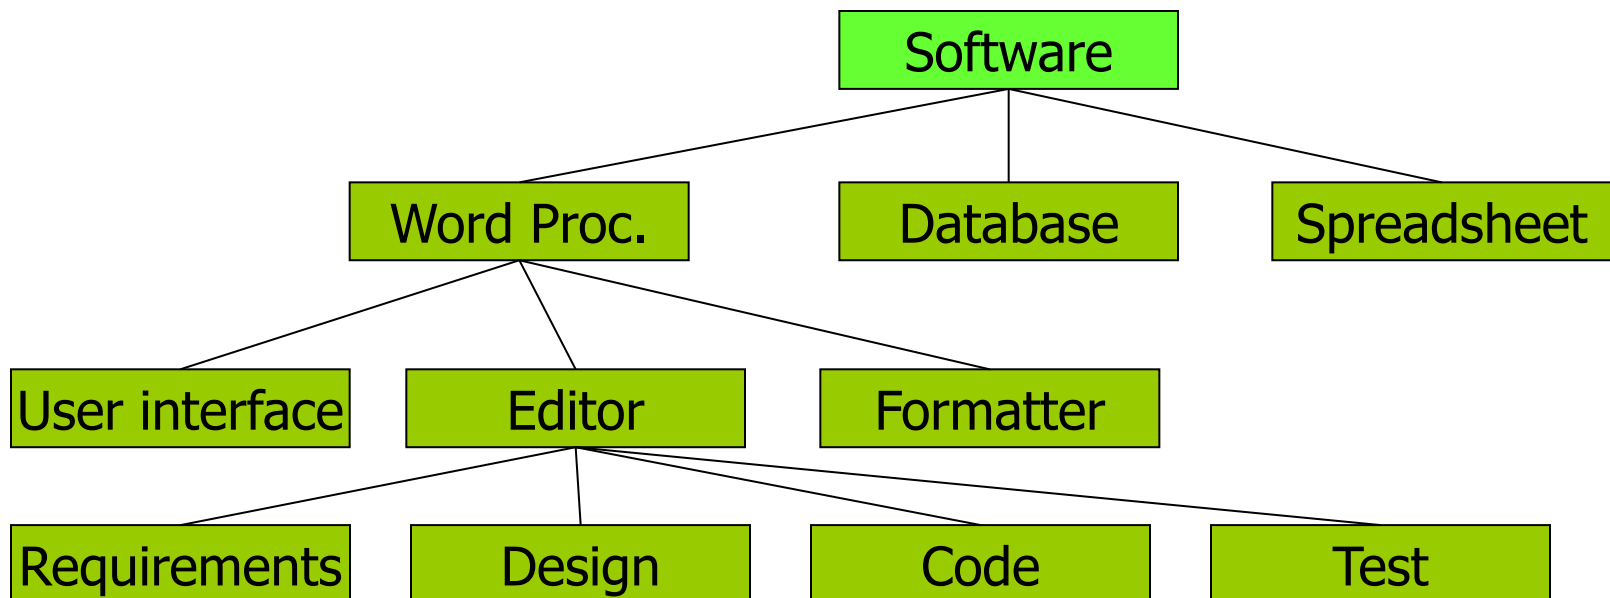 Software
Word Proc.
Database
Spreadsheet
User interface
Editor
Formatter
Requirements
Design
Code
Test